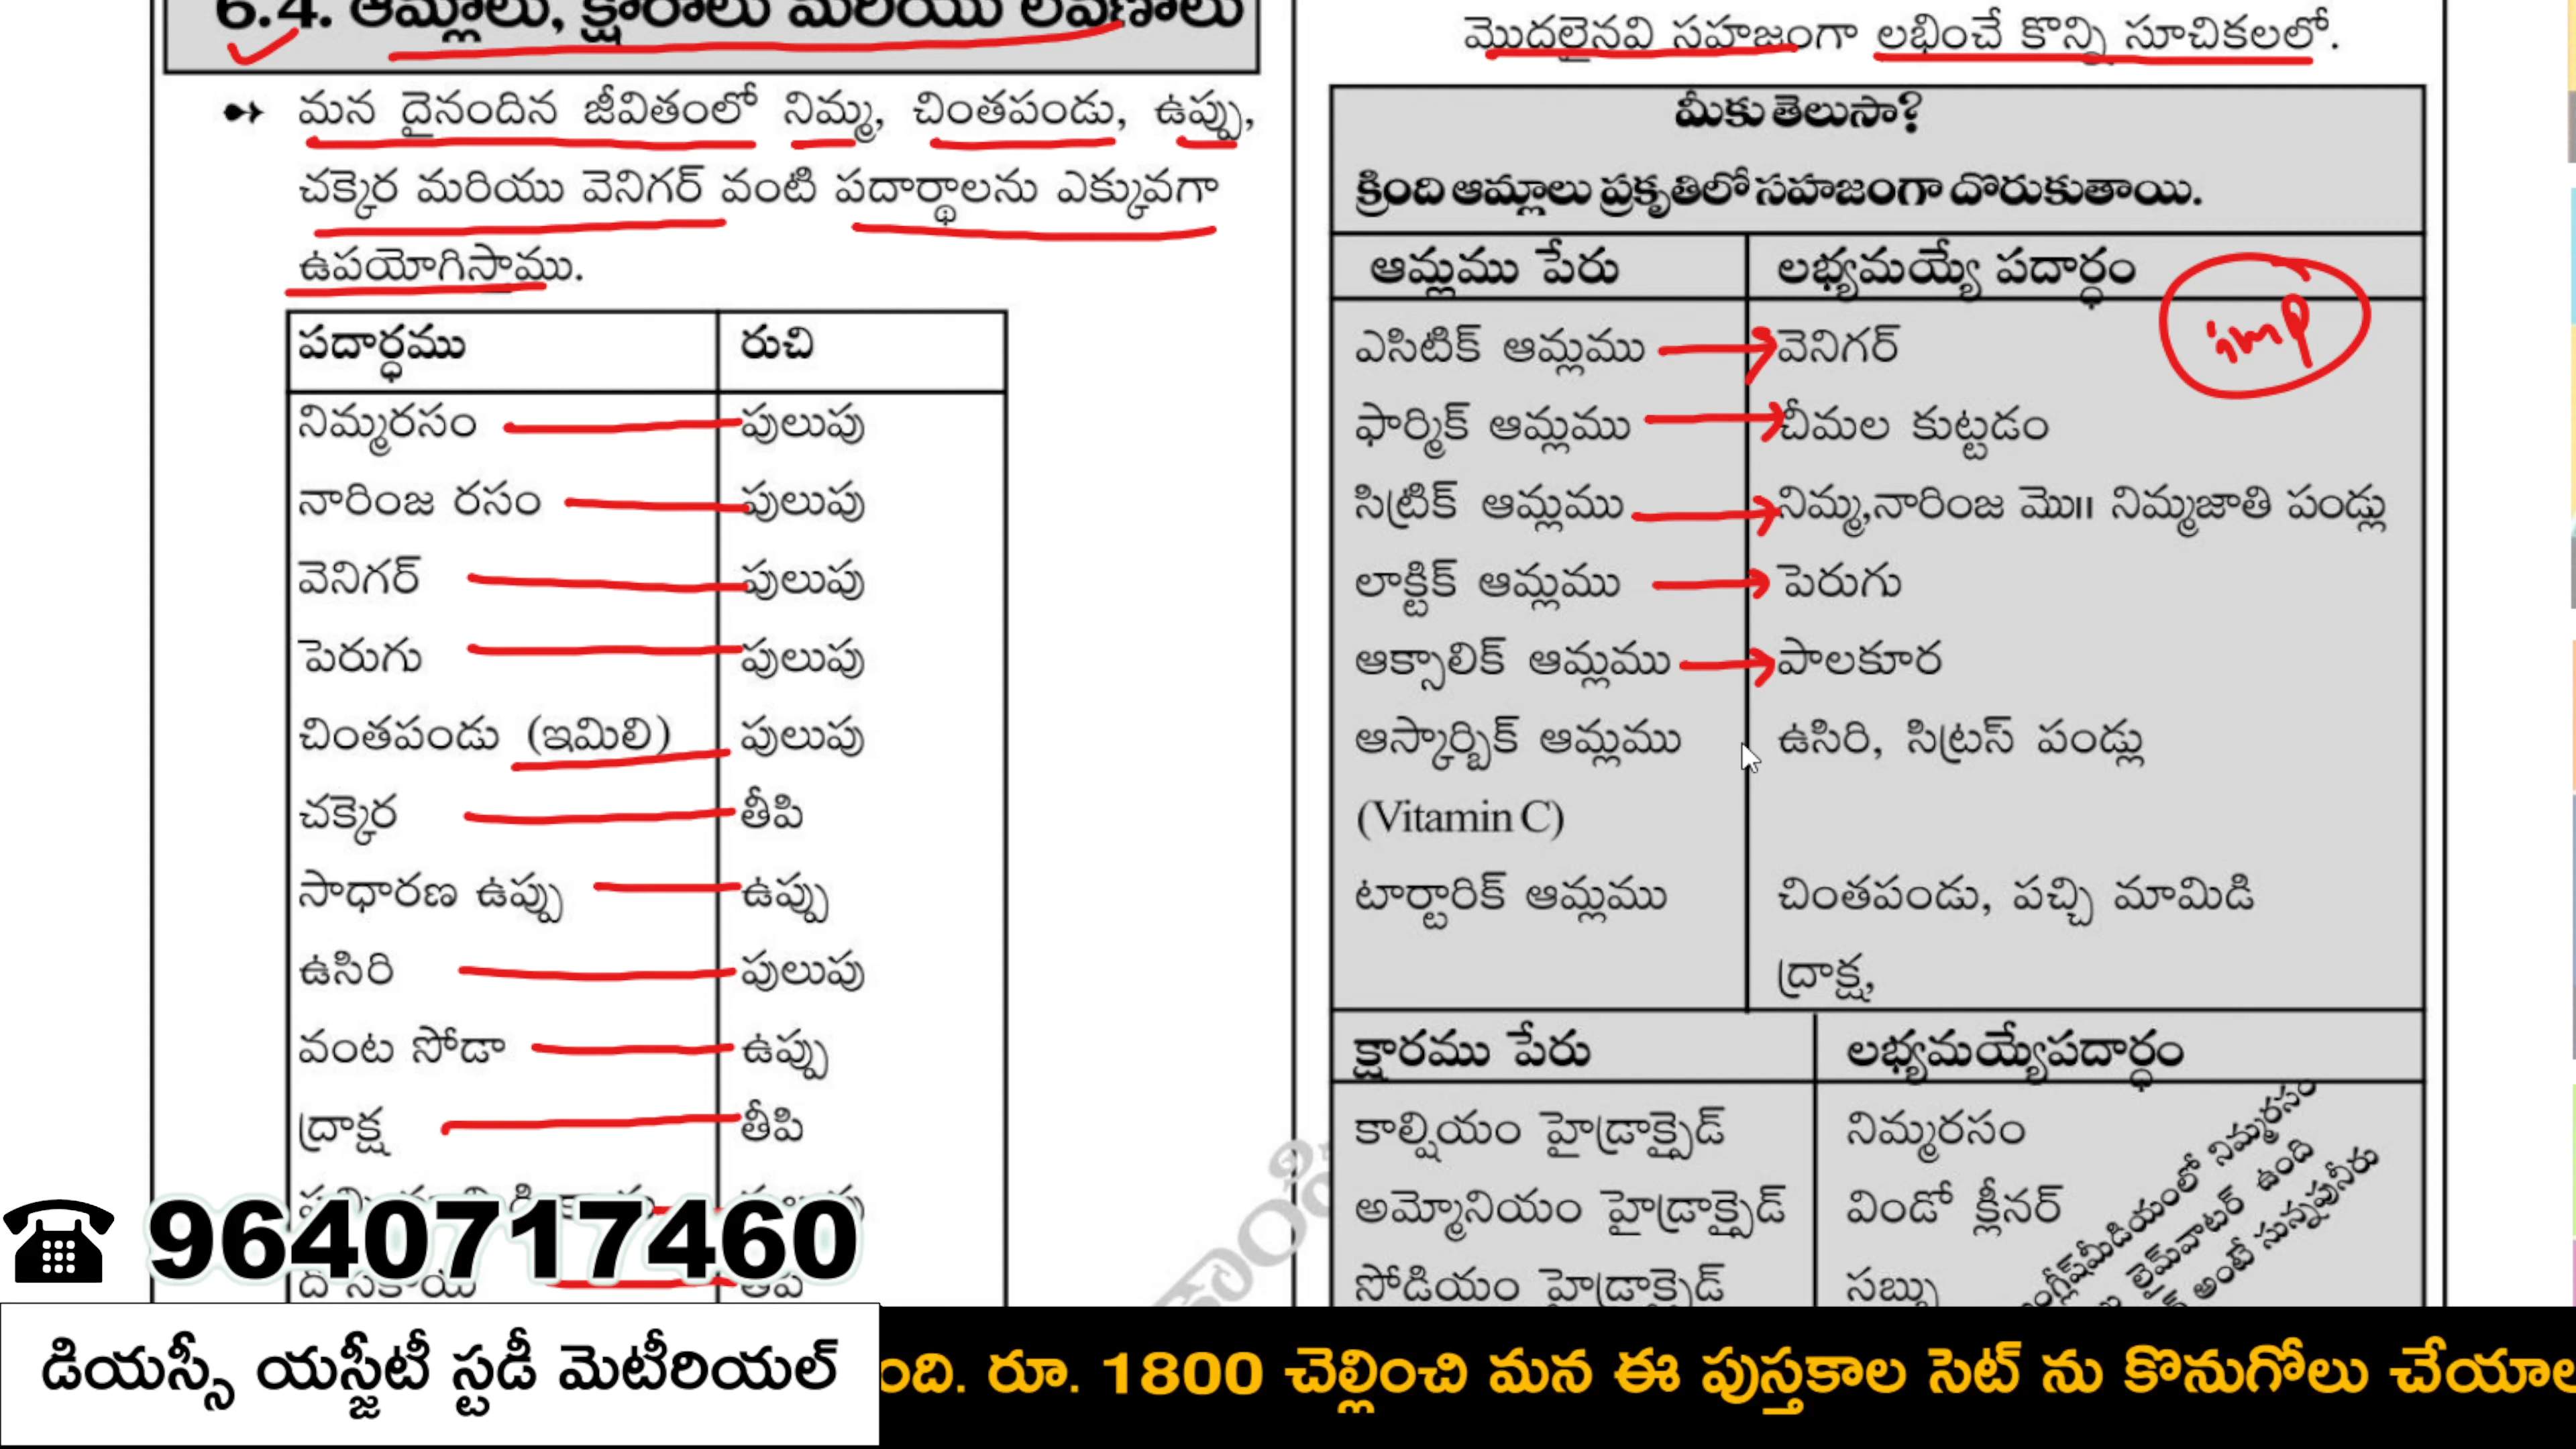 6.4. ఆమ్లాలు, క్షారాలు మరియు లవణాలు
మన దైనందిన జీవితంలో నిమ్మ, చింతపండు, ఉప్పు,
చక్కెర మరియు వెనిగర్ వంటి పదార్థాలను ఎక్కువగా
ఉపయోగిస్తాము.
పదార్ధము రుచి
నిమ్మరసం పులుపు
నారింజ రసం పులుపు
వెనిగర్ పులుపు
పెరుగు పులుపు
చింతపండు (ఇమిలి) పులుపు
చక్కెర తీపి
సాధారణ ఉప్పు ఉప్పు
ఉసిరి పులుపు
వంట సోడా ఉప్పు
ద్రాక్ష తీపి
మొదలైనవి సహజంగా లభించే కొన్ని సూచికలలో.
మీకు తెలుసా?
క్రింది ఆమ్లాలు ప్రకృతిలో సహజంగా దొరుకుతాయి.
ఆమ్లము పేరు లభ్యమయ్యే పదార్ధం
imp
ఎసిటిక్ ఆమ్లము వెనిగర్
ఫార్మిక్ ఆమ్లము చీమల కుట్టడం
సిట్రిక్ ఆమ్లము నిమ్మ,నారింజ మొ॥ నిమ్మజాతి పండ్లు
లాక్టిక్ ఆమ్లము పెరుగు
ఆక్సాలిక్ ఆమ్లము పాలకూర
ఆస్కార్బిక్ ఆమ్లము ఉసిరి, సిట్రస్ పండ్లు
(Vitamin C)
టార్టారిక్ ఆమ్లము చింతపండు, పచ్చి మామిడి
ద్రాక్ష,
క్షారము పేరు లభ్యమయ్యేపదార్ధం
కాల్షియం హైడ్రాక్సైడ్ నిమ్మరసం
అమ్మోనియం హైడ్రాక్సైడ్ విండో క్లీనర్
సోడియం హైడ్రాక్సైడ్ సబ్బు
నిమ్మరసం
లైమ్‌వాటర్ ఉంది
అంటే సున్నపునీరు
9640717460
డియస్సీ యస్జీటీ స్టడీ మెటీరియల్
రూ. 1800 చెల్లించి మన ఈ పుస్తకాల సెట్ ను కొనుగోలు